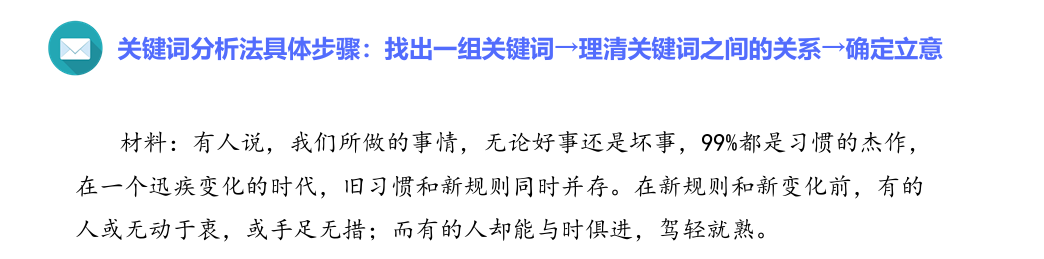 关键词分析法具体步骤：找出一组关键词→理清关键词之间的关系→确定立意
材料：有人说，我们所做的事情，无论好事还是坏事，99%都是习惯的杰作，
在一个迅疾变化的时代，旧习惯和新规则同时并存。在新规则和新变化前，有的
人或无动于衷，或手足无措；而有的人却能与时俱进，驾轻就熟。